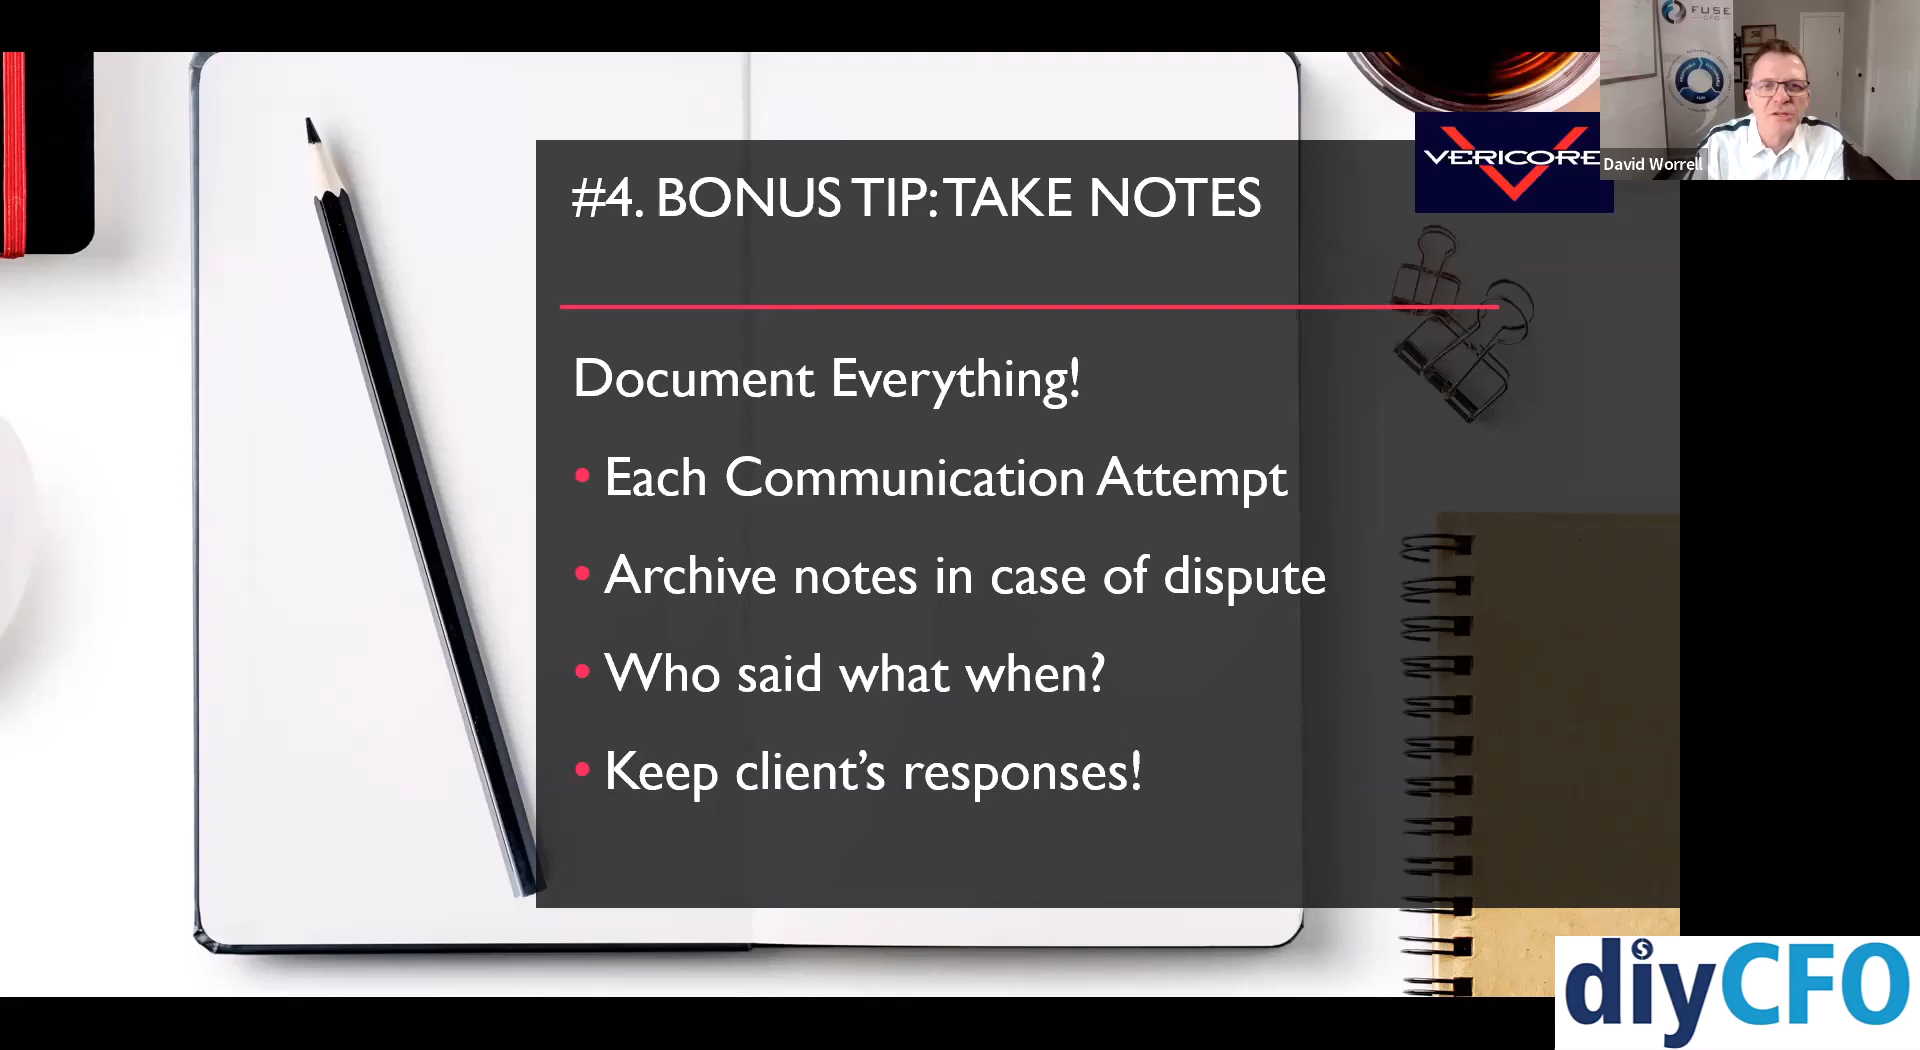 FUSE
CFO
VERICORE
David Worrell
#4. BONUS TIP: TAKE NOTES
Document Everything!
• Each Communication Attempt
• Archive notes in case of dispute
• Who said what when?
• Keep client’s responses!
diyCFO